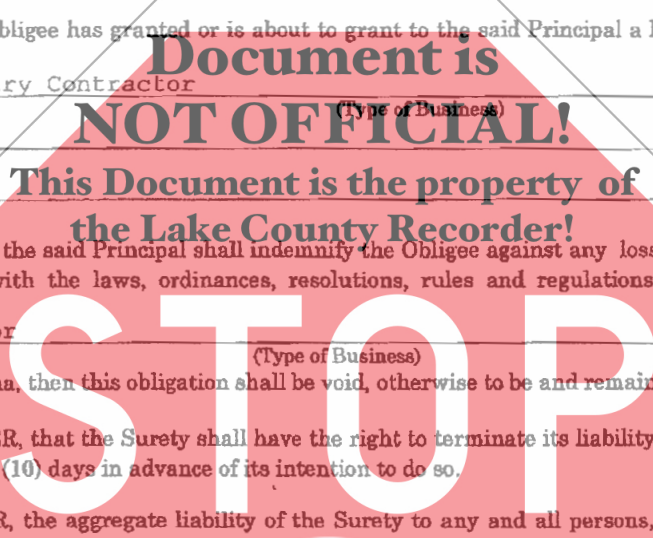 bligee has granted or is about to grant to the said Principal a
Document is
ry Contractor
NOT OFFICIAL!
(Type of Business)
This Document is the property of
the Lake County Recorder!
the said Principal shall indemnify the Obligee against any loss
with the laws, ordinances, resolutions, rules and regulations
or
STOP
(Type of Business)
na, then this obligation shall be void, otherwise to be and remain
ER, that the Surety shall have the right to terminate its liability
(10) days in advance of its intention to do so.
R, the aggregate liability of the Surety to any and all persons,